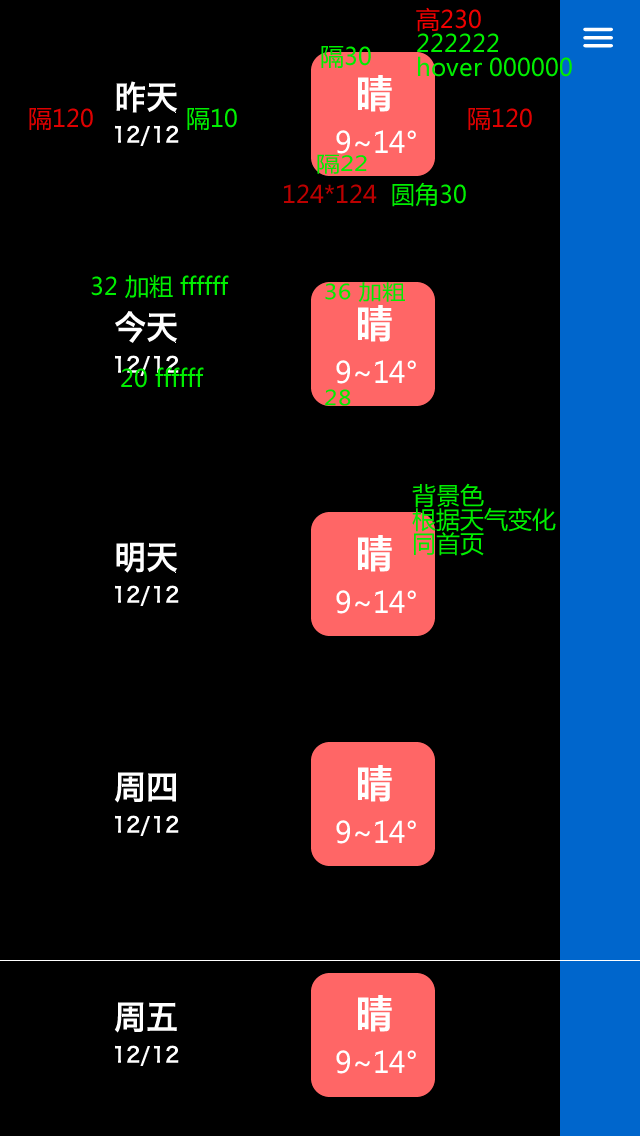 高230
222222
hover 000000
隔30
昨天
12/12
隔120
隔10
晴
9~14°
隔22
隔120
124*124
圆角30
32 加粗 ffffff
今天
12/12
20 ffffff
36 加粗
晴
9~14°
28
背景色
根据天气变化
同首页
明天
12/12
晴
9~14°
周四
12/12
晴
9~14°
周五
12/12
晴
9~14°